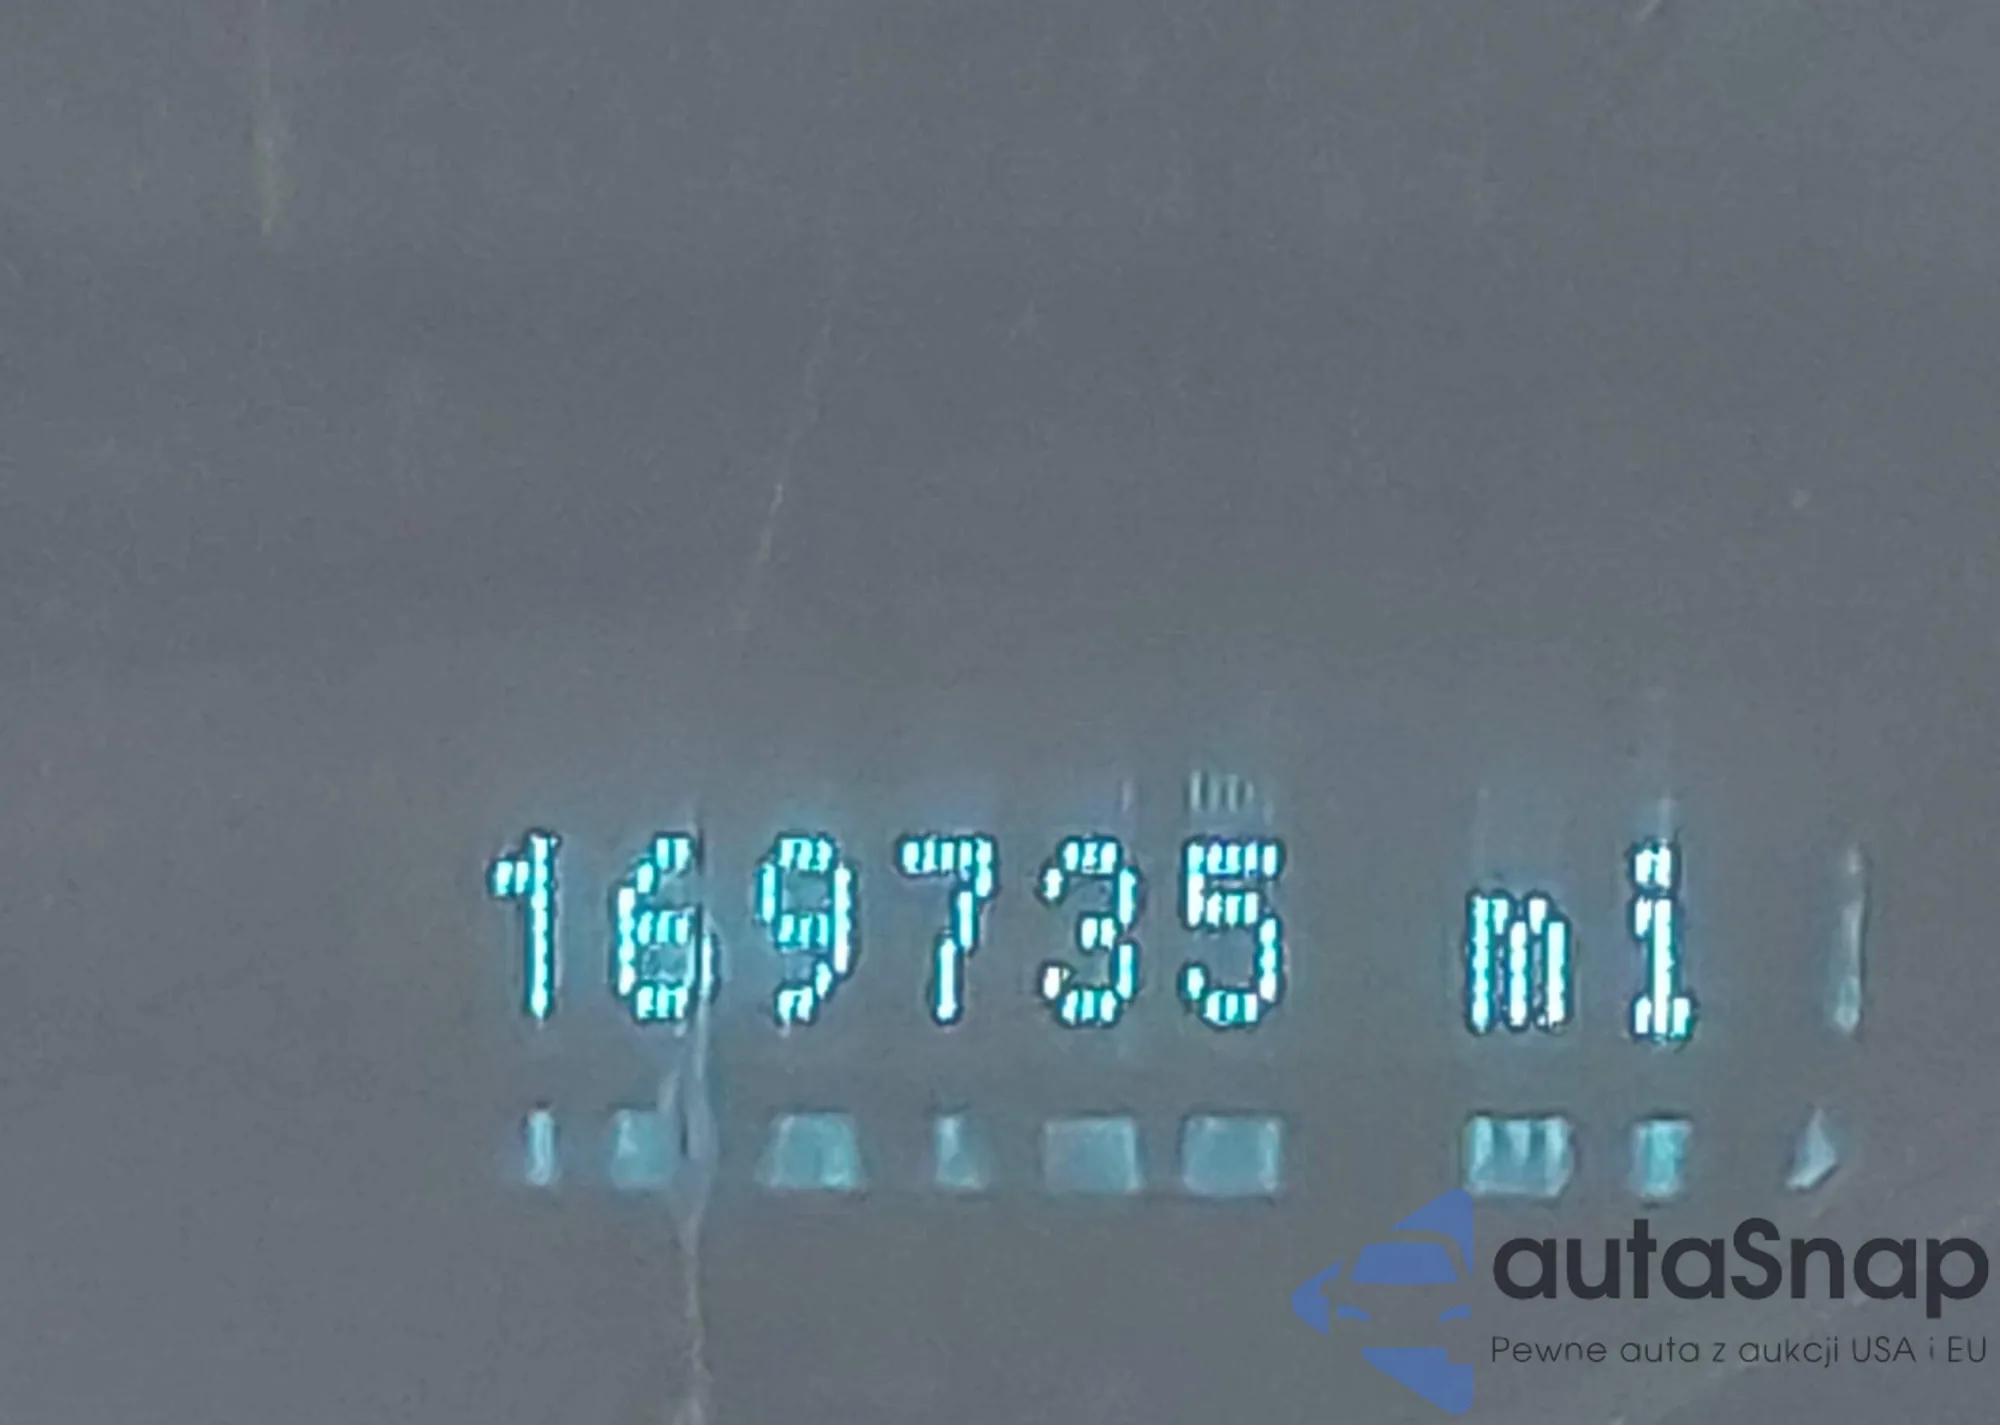 169735 mi
autaSnap
Pewne auta z aukcji USA i EU